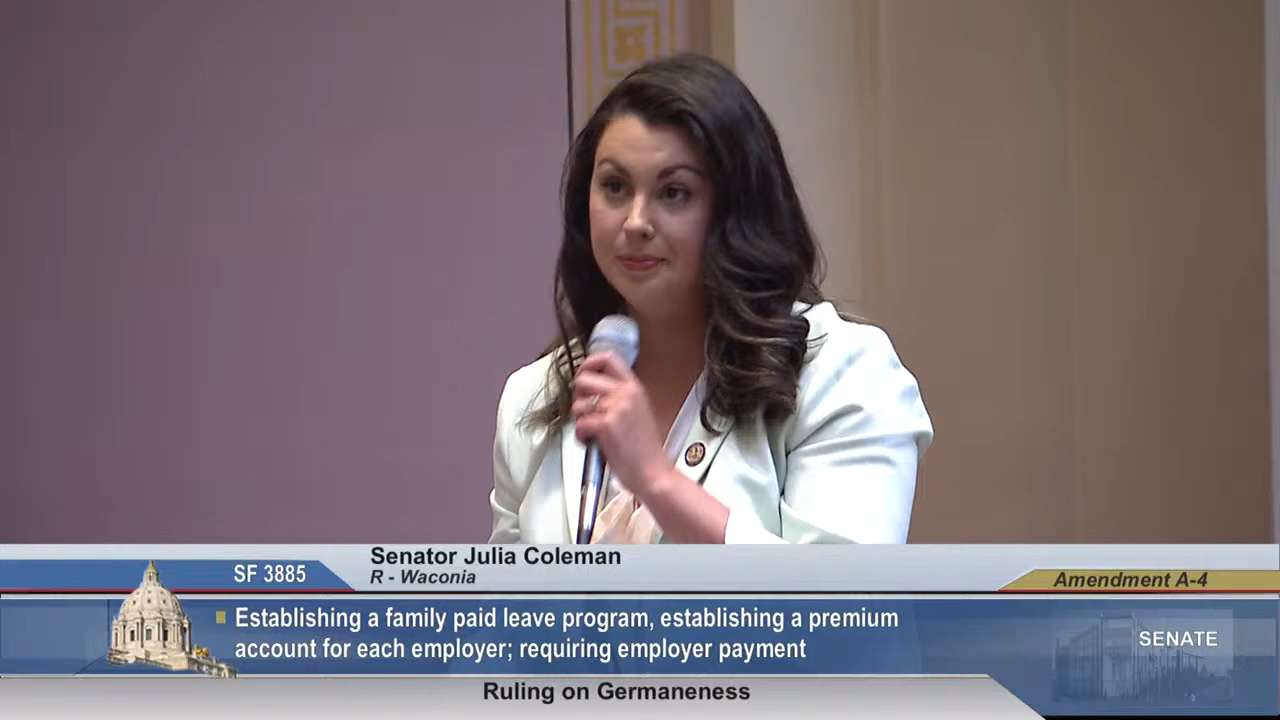 Senator Julia Coleman
SF 3885
R - Waconia
Amendment A-4
Establishing a family paid leave program, establishing a premium
account for each employer; requiring employer payment
SENATE
Ruling on Germaneness